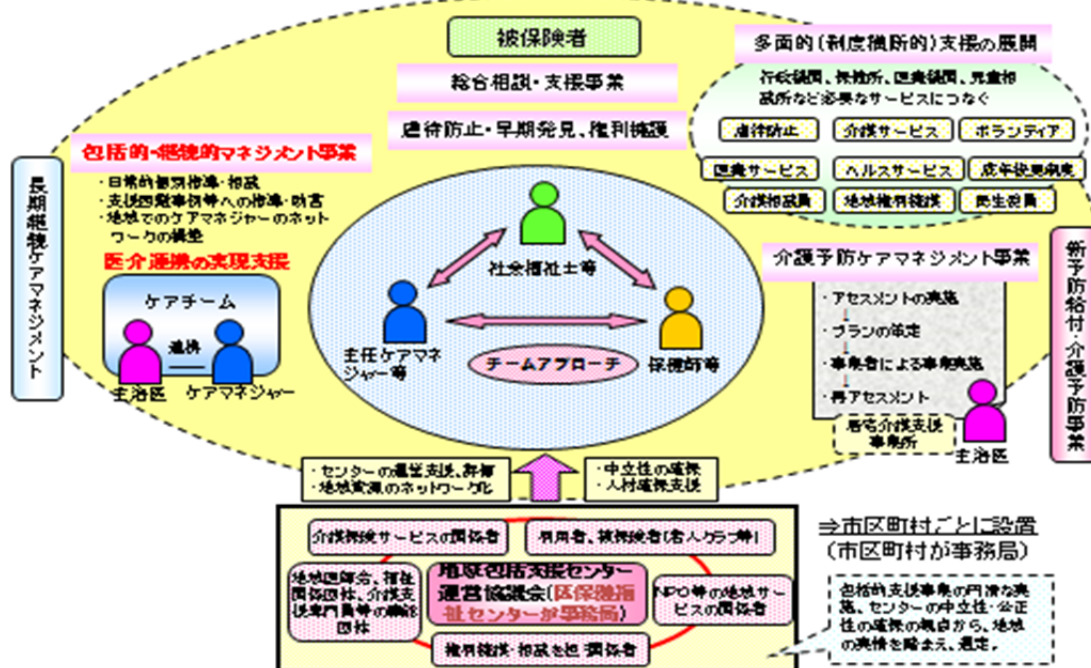 被保険者
多面的(制度横断的)支援の展開
総合相談・支援事業
行政機関、保健所、医療機関、児童相
談所など必要なサービスにつなぐ
虐待防止・早期発見、権利擁護
虐待防止
介護サービス
ボランティア
包括的・継続的マネジメント事業
医療サービス
ヘルスサービス
成年後見制度
・日常的個別指導・相談
・支援困難事例等への指導・助言
・地域でのケアマネジャーのネット
ワークの構築
介護相談員
地域権利擁護
民生委員
長期継続ケアマネジメント
医介連携の実現支援
社会福祉士等
介護予防ケアマネジメント事業
新予防給付・介護予防事業
ケアチーム
・アセスメントの実施
↓
・プランの策定
↓
・事業者による事業実施
↓
・再アセスメント
連携
主任ケアマネ
ジャー等
チームアプローチ
保健師等
主治医
ケアマネジャー
居宅介護支援
事業所
主治医
・センターの運営支援、評価
・地域資源のネットワーク化
・中立性の確保
・人材確保支援
介護保険サービスの関係者
利用者、被保険者(老人クラブ等)
⇒市区町村ごとに設置
(市区町村が事務局)
地域医師会、福祉
関係団体、介護支
援専門員等の職能
団体
地域包括支援センター
運営協議会(区保健福
祉センターが事務局)
NPO等の地域サー
ビスの関係者
権利擁護・相談を担う関係者
包括的支援事業の円滑な実
施、センターの中立性・公正
性の確保の観点から、地域
の実情を踏まえ、選定。